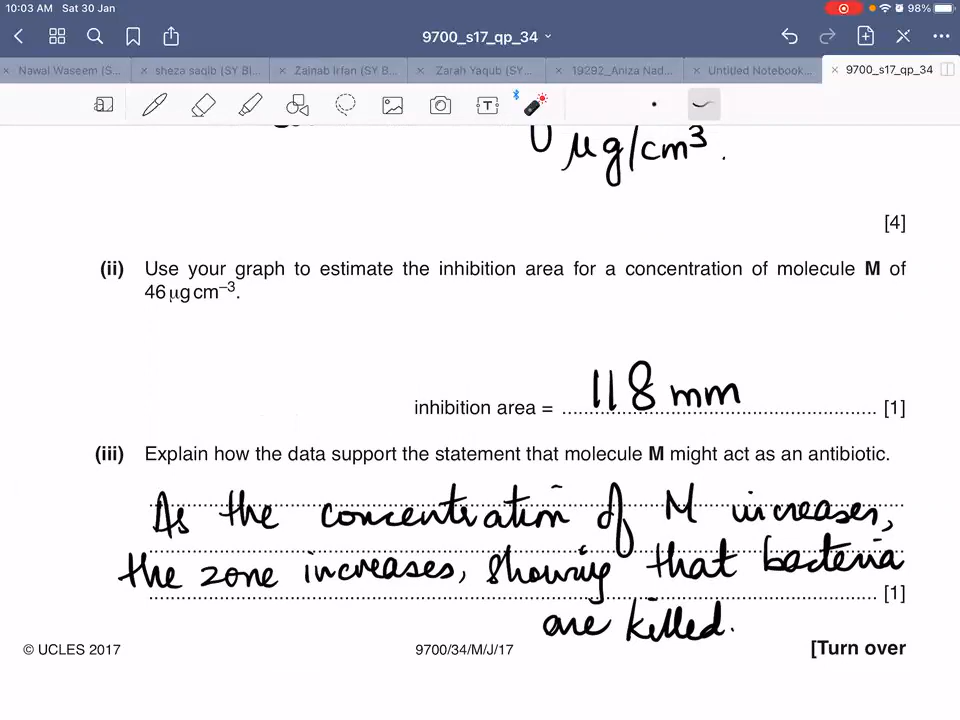 10:03 AM Sat 30 Jan 98%
9700_s17_qp_34
Nawal Waseem (S... sheza saqib (SY Bl... Zainab Irfan (SY B... Zarah Yaqub (SY... 19292_Aniza Nad... Untitled Notebook... 9700_s17_qp_34
μg/cm³.
[4]
(ii) Use your graph to estimate the inhibition area for a concentration of molecule M of
46 μg cm⁻³.
inhibition area = 118 mm [1]
(iii) Explain how the data support the statement that molecule M might act as an antibiotic.
As the concentration of M increases,
the zone increases, showing that bacteria
[1]
are killed.
© UCLES 2017 9700/34/M/J/17 [Turn over